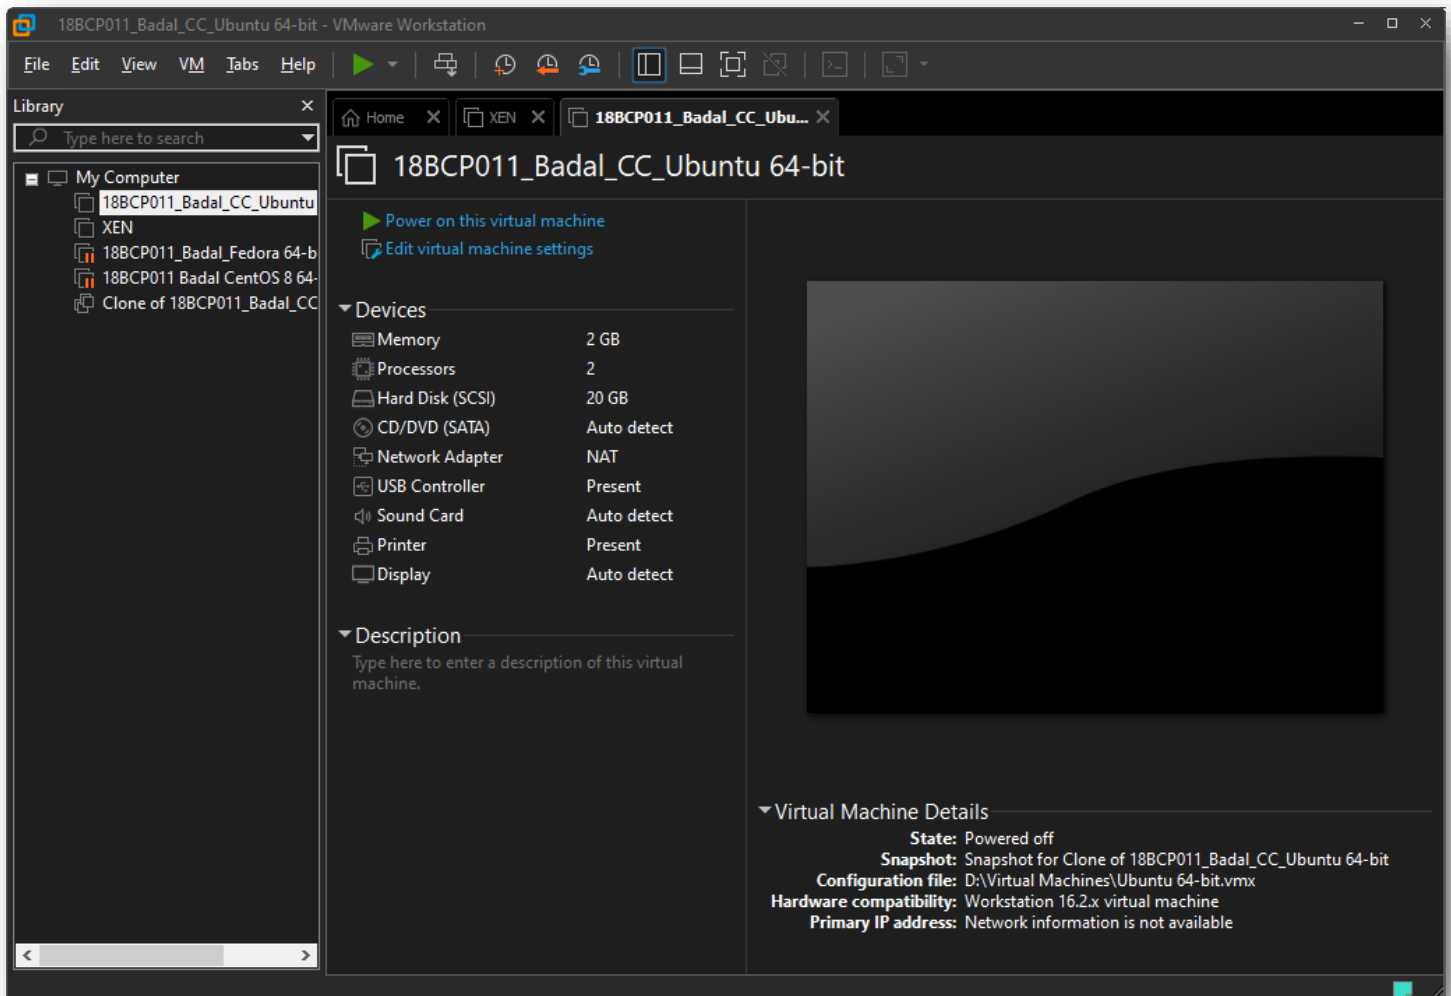 18BCP011_Badal_CC_Ubuntu 64-bit - VMware Workstation
File Edit View VM Tabs Help
Library
Type here to search
My Computer
18BCP011_Badal_CC_Ubuntu
XEN
18BCP011_Badal_Fedora 64-b
18BCP011 Badal CentOS 8 64-
Clone of 18BCP011_Badal_CC
Home XEN 18BCP011_Badal_CC_Ubu...
18BCP011_Badal_CC_Ubuntu 64-bit
Power on this virtual machine
Edit virtual machine settings
Devices
Memory 2 GB
Processors 2
Hard Disk (SCSI) 20 GB
CD/DVD (SATA) Auto detect
Network Adapter NAT
USB Controller Present
Sound Card Auto detect
Printer Present
Display Auto detect
Description
Type here to enter a description of this virtual
machine.
Virtual Machine Details
State: Powered off
Snapshot: Snapshot for Clone of 18BCP011_Badal_CC_Ubuntu 64-bit
Configuration file: D:\Virtual Machines\Ubuntu 64-bit.vmx
Hardware compatibility: Workstation 16.2.x virtual machine
Primary IP address: Network information is not available